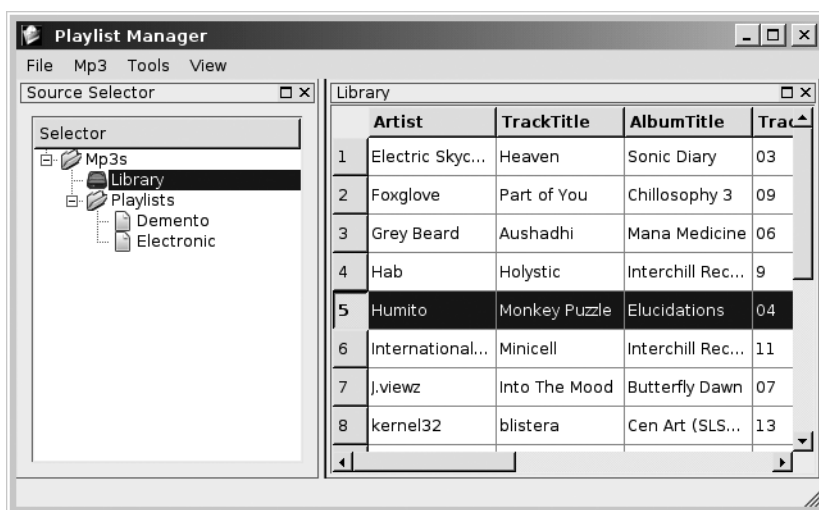 Playlist Manager
File Mp3 Tools View
Source Selector
Selector
Mp3s
Library
Playlists
Demento
Electronic
Library
Artist TrackTitle AlbumTitle Trac
1 Electric Skyc... Heaven Sonic Diary 03
2 Foxglove Part of You Chillosophy 3 09
3 Grey Beard Aushadhi Mana Medicine 06
4 Hab Holystic Interchill Rec... 9
5 Humito Monkey Puzzle Elucidations 04
6 International... Minicell Interchill Rec... 11
7 J.viewz Into The Mood Butterfly Dawn 07
8 kernel32 blistera Cen Art (SLS... 13